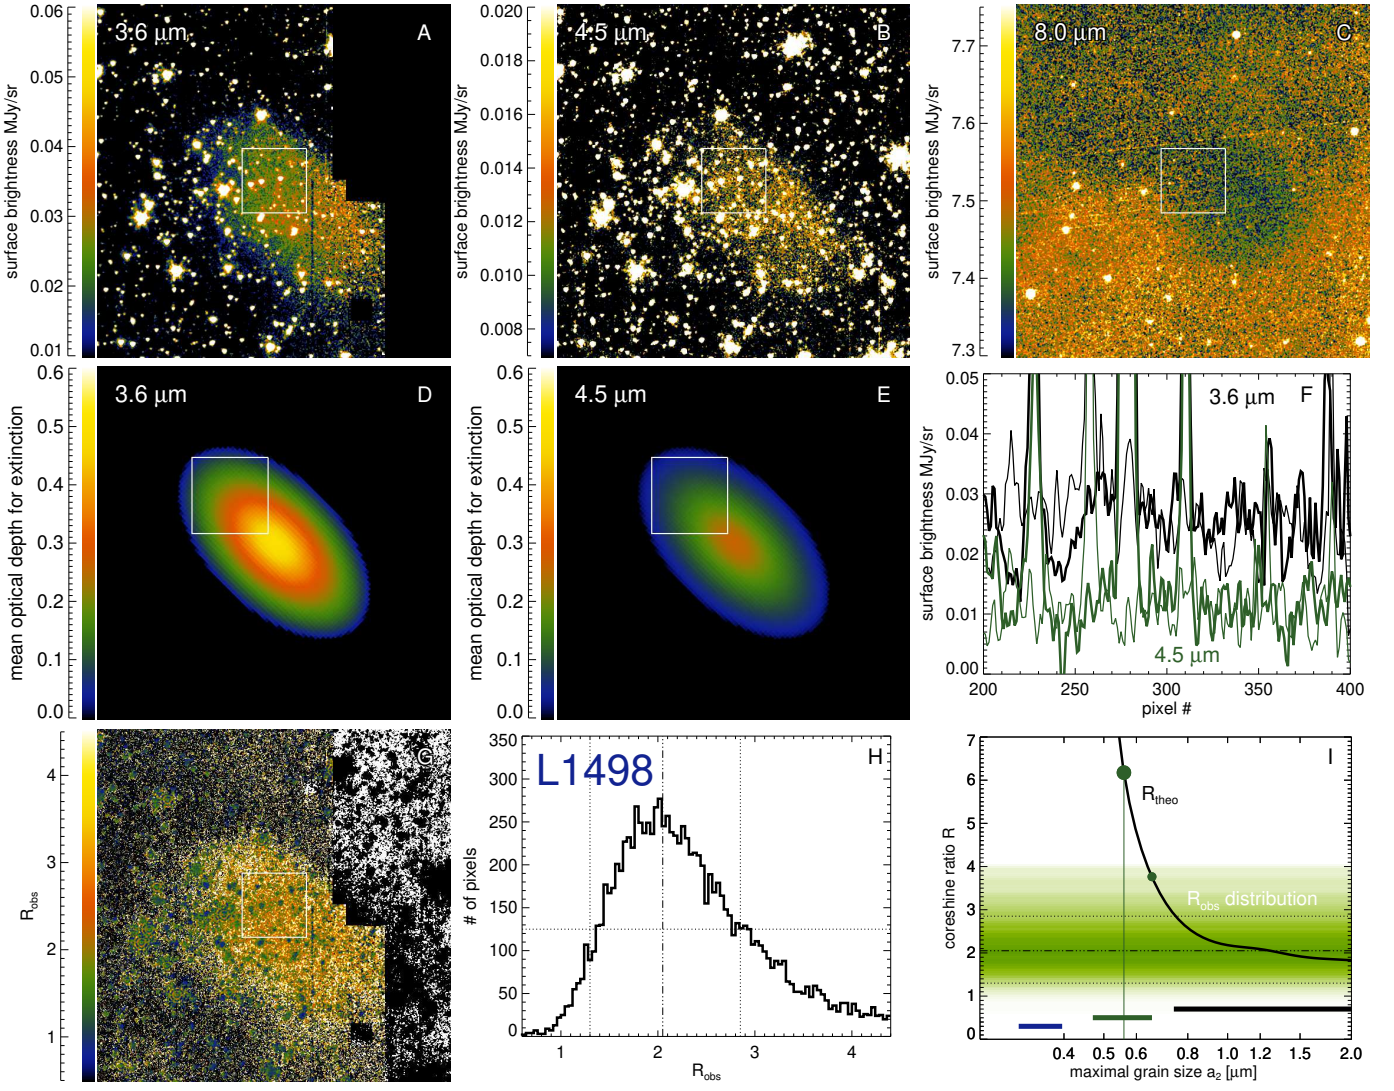 3.6 μm
A
surface brightness MJy/sr
0.06
0.05
0.04
0.03
0.02
0.01
4.5 μm
B
surface brightness MJy/sr
0.020
0.018
0.016
0.014
0.012
0.010
0.008
8.0 μm
C
surface brightness MJy/sr
7.7
7.6
7.5
7.4
7.3
3.6 μm
D
mean optical depth for extinction
0.6
0.5
0.4
0.3
0.2
0.1
0.0
4.5 μm
E
mean optical depth for extinction
0.6
0.5
0.4
0.3
0.2
0.1
0.0
3.6 μm
F
4.5 μm
surface brightness MJy/sr
0.05
0.04
0.03
0.02
0.01
0.00
200 250 300 350 400
pixel #
G
Robs
4
3
2
1
L1498
H
# of pixels
350
300
250
200
150
100
50
0
1 2 3 4
Robs
I
Rtheo
Robs distribution
coreshine ratio R
7
6
5
4
3
2
1
0
0.4 0.5 0.6 0.8 1.0 1.2 1.5 2.0
maximal grain size a2 [μm]